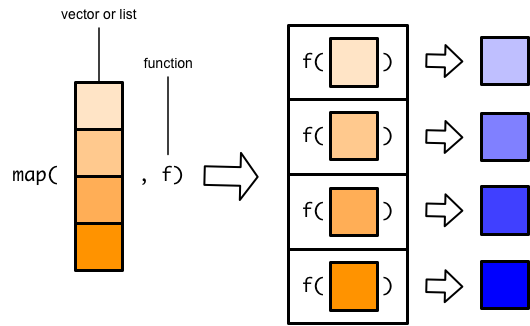 vector or list
function
map( , f)
f( )
f( )
f( )
f( )